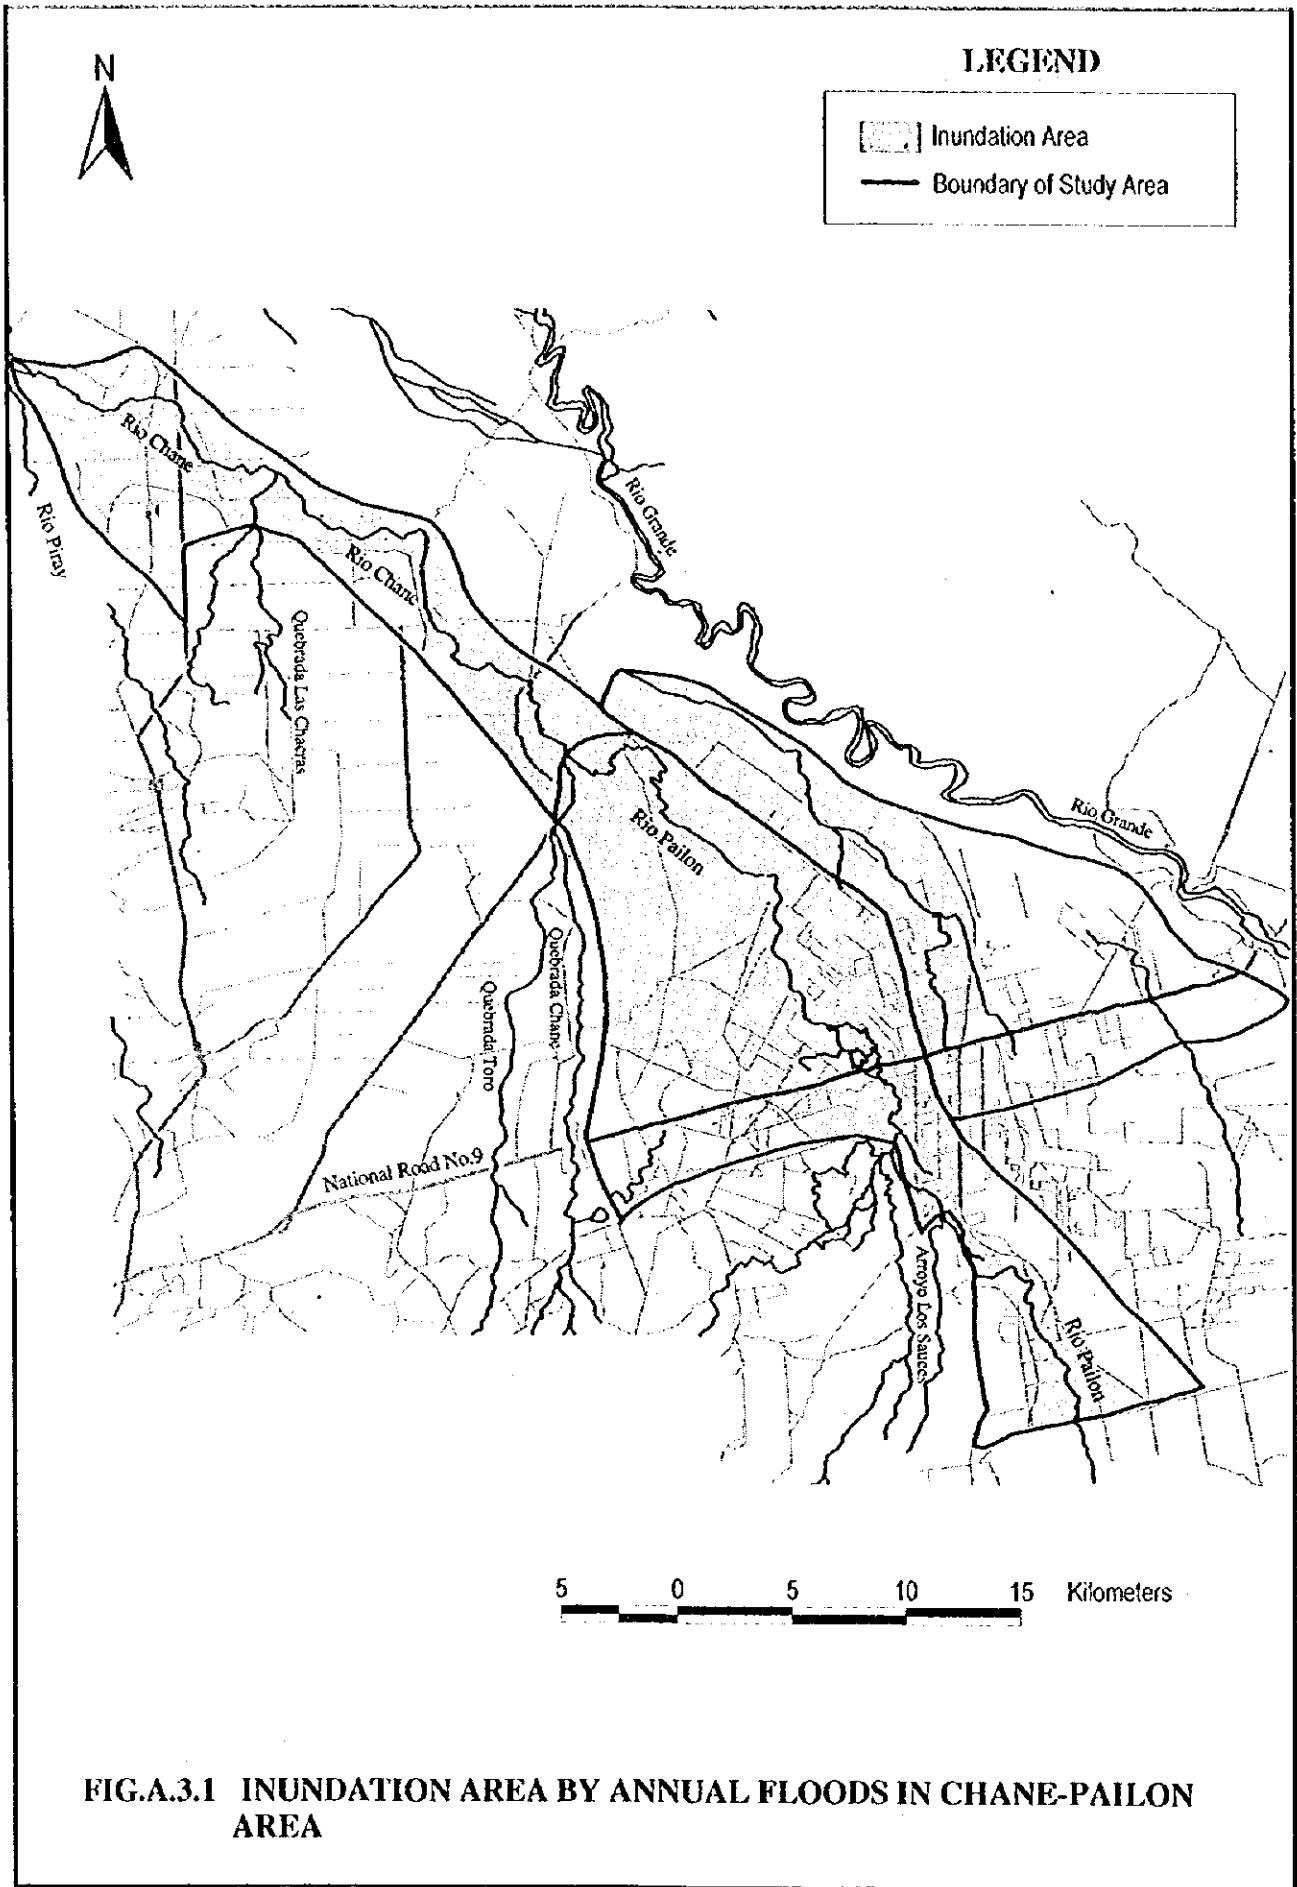 N
LEGEND
Inundation Area
Boundary of Study Area
Rio Chane
Rio Grande
Rio Piray
Rio Chane
Quebrada Las Chacras
Rio Grande
Rio Pailon
Quebrada Chane
Quebrada Toro
National Road No.9
Arroyo Los Sauces
Rio Pailon
5 0 5 10 15 Kilometers
FIG.A.3.1 INUNDATION AREA BY ANNUAL FLOODS IN CHANE-PAILON
AREA